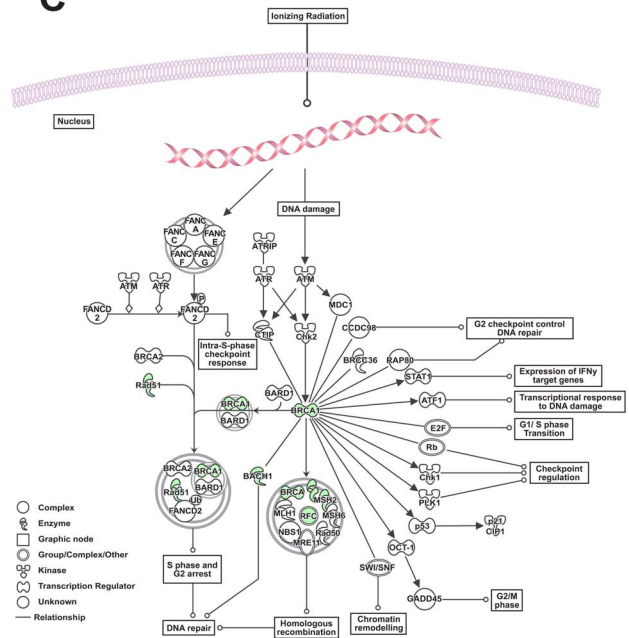 C
Ionizing Radiation
Nucleus
DNA damage
FANC
A
FANC
C
FANC
E
FANC
F
FANC
G
ATRIP
ATM
ATR
ATR
ATM
MDC1
P
FANCD
2
FANCD
2
CTIP
Chk2
CCDC98
G2 checkpoint control
DNA repair
Intra-S-phase
checkpoint
response
BRCA2
BRCC36
RAP80
STAT1
Expression of IFNγ
target genes
Rad51
BARD1
BRCA1
BARD1
BRCA1
ATF1
Transcriptional response
to DNA damage
E2F
G1/ S phase
Transition
Rb
BRCA2
BRCA1
BARD1
Rad51
Ub
FANCD2
BACH1
Chk1
PLK1
Checkpoint
regulation
BRCA
MSH2
MLH1
RFC
MSH6
NBS1
Rad50
MRE11
p53
p21
CIP1
OCT-1
SWI/SNF
GADD45
G2/M
phase
S phase and
G2 arrest
DNA repair
Homologous
recombination
Chromatin
remodelling
Complex
Enzyme
Graphic node
Group/Complex/Other
Kinase
Transcription Regulator
Unknown
Relationship